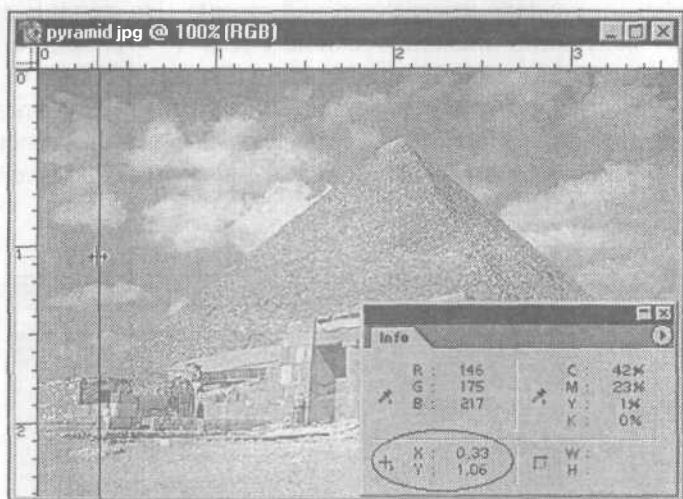 pyramid jpg @ 100% (RGB)
0 1 2 3
0
1
2
Info
R : 146
G : 175
B : 217
C : 42%
M : 23%
Y : 1%
K : 0%
X : 0,33
Y : 1,06
W :
H :